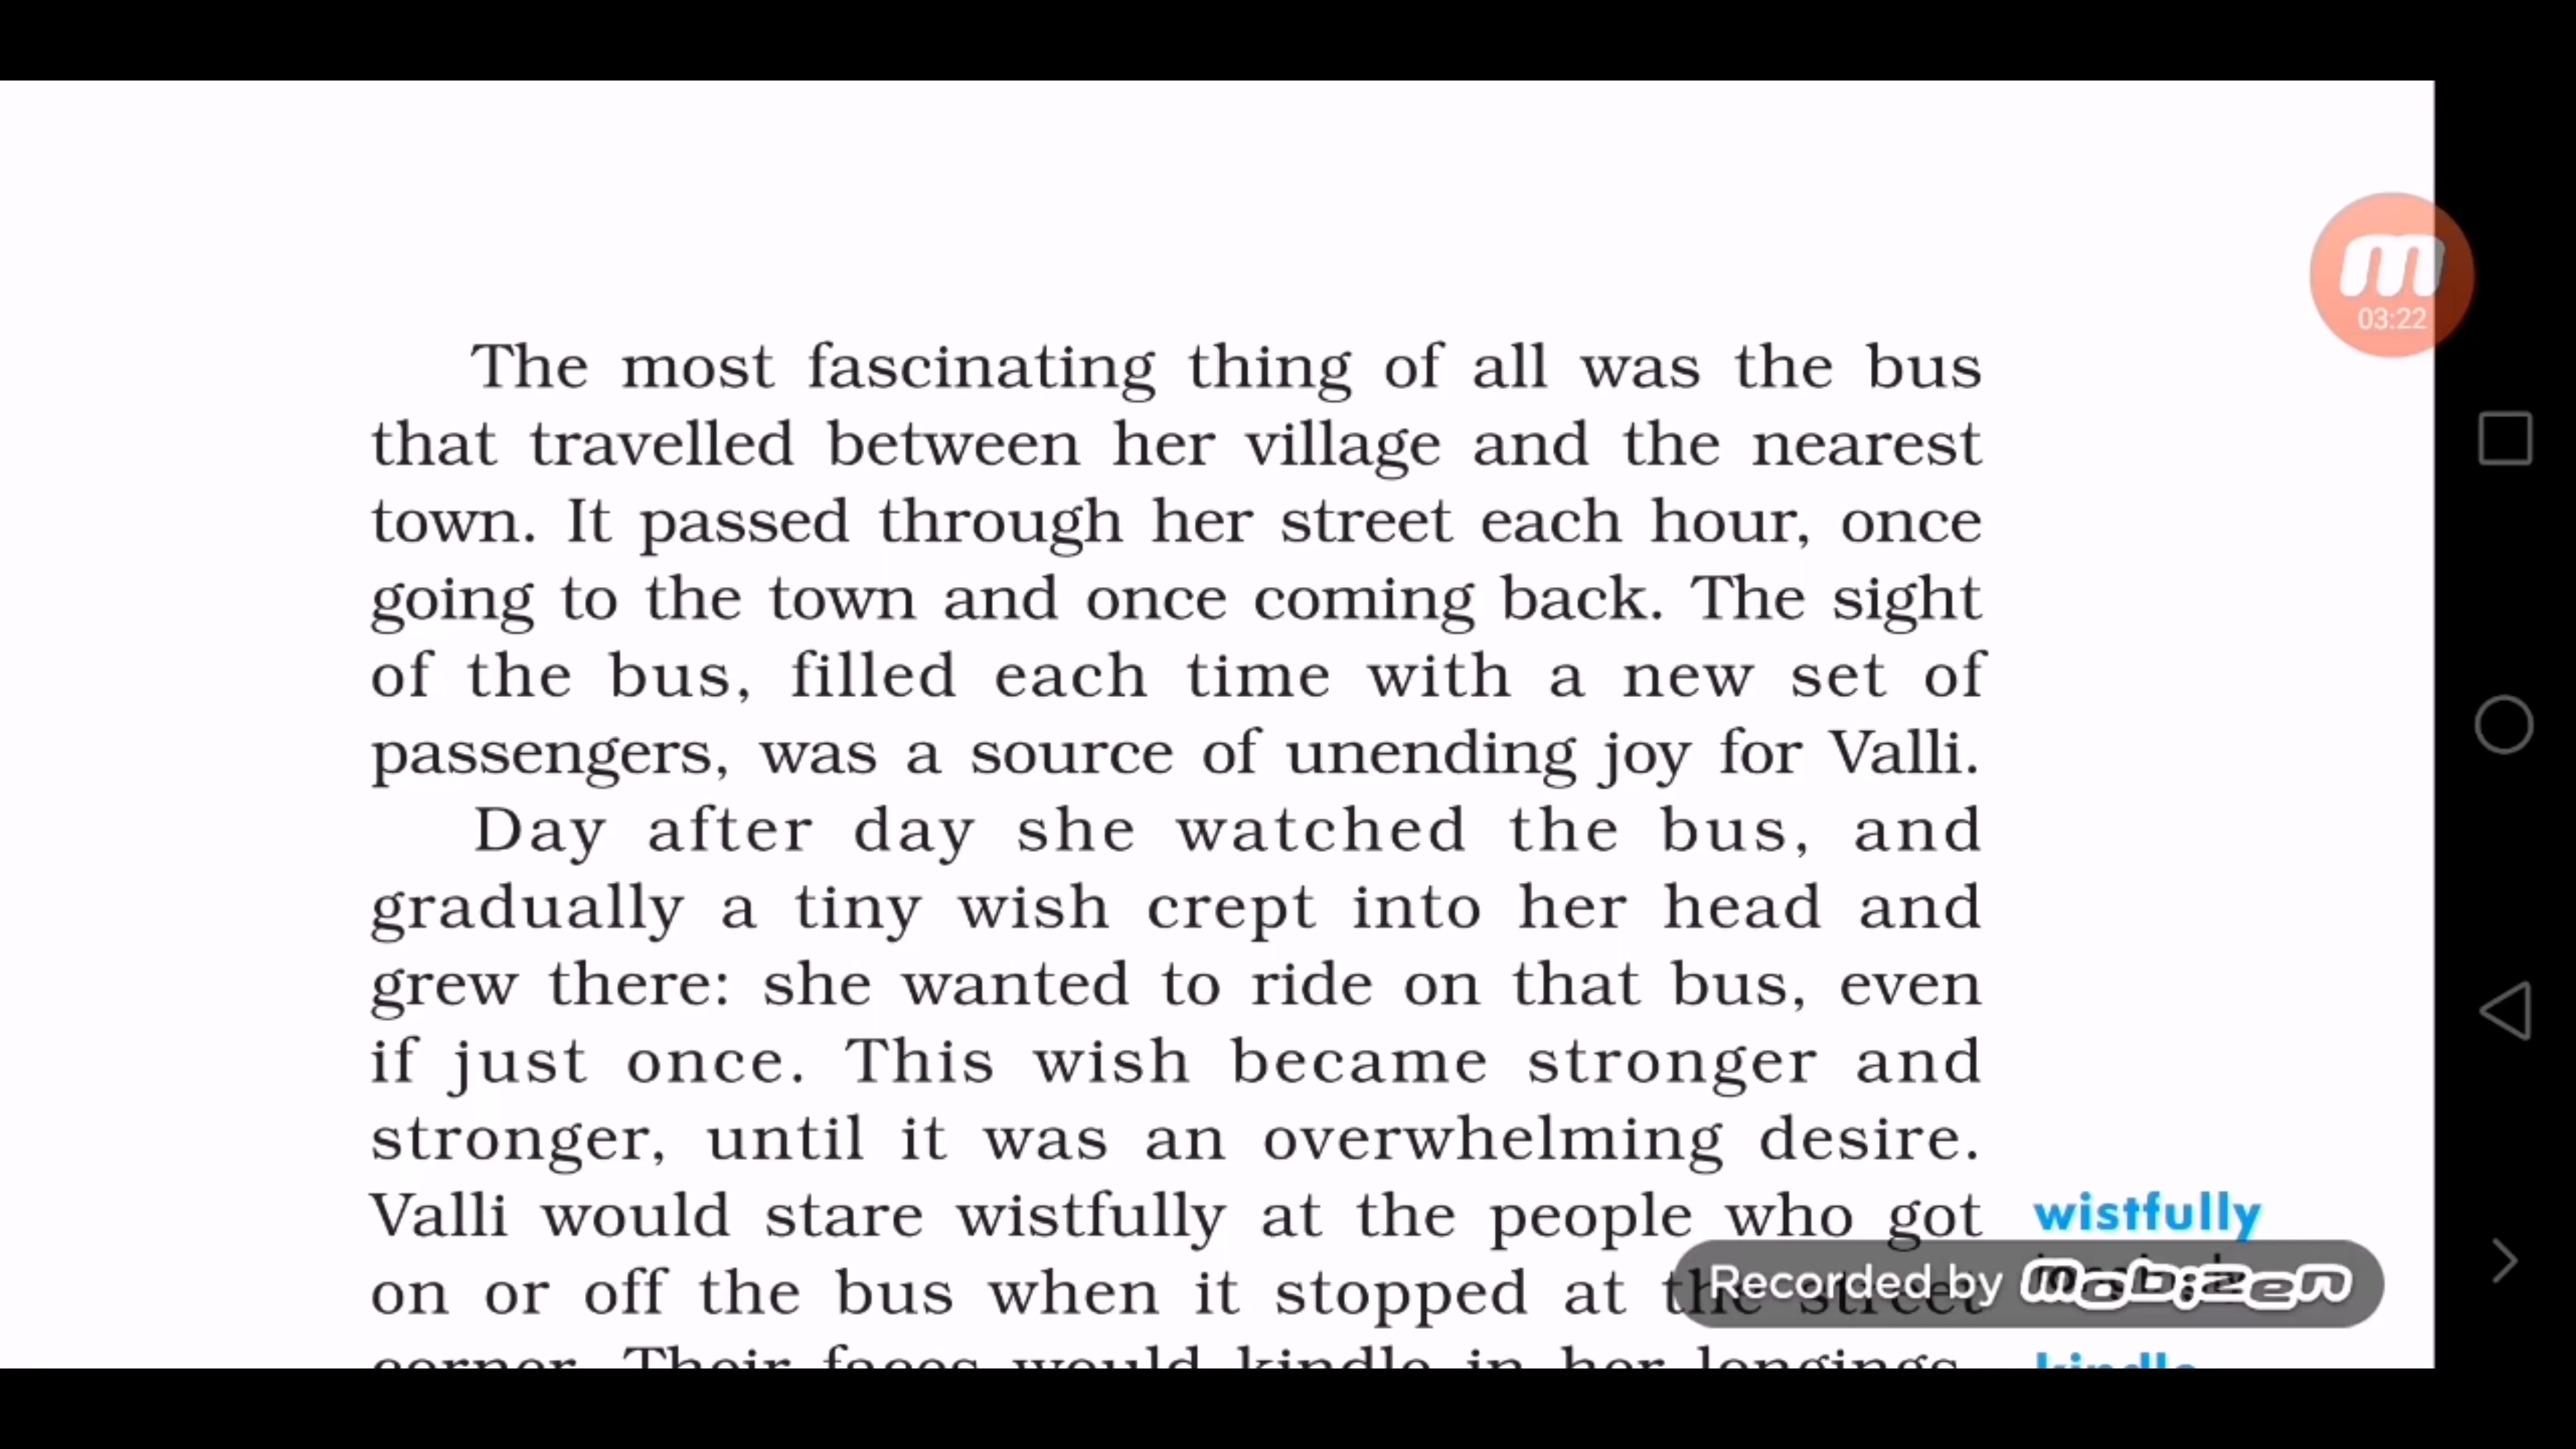 03:22
The most fascinating thing of all was the bus
that travelled between her village and the nearest
town. It passed through her street each hour, once
going to the town and once coming back. The sight
of the bus, filled each time with a new set of
passengers, was a source of unending joy for Valli.
Day after day she watched the bus, and
gradually a tiny wish crept into her head and
grew there: she wanted to ride on that bus, even
if just once. This wish became stronger and
stronger, until it was an overwhelming desire.
Valli would stare wistfully at the people who got
wistfully
on or off the bus when it stopped at the street
Recorded by Mobizen
corner. Their faces would kindle in her longings,
kindle